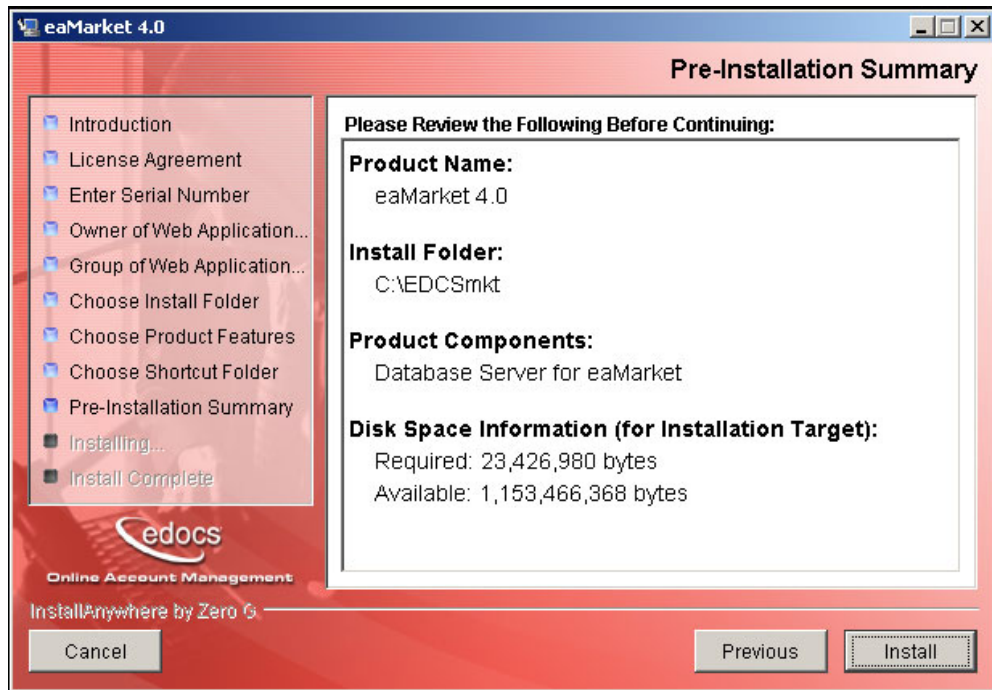 eaMarket 4.0
Pre-Installation Summary
Introduction
License Agreement
Enter Serial Number
Owner of Web Application...
Group of Web Application...
Choose Install Folder
Choose Product Features
Choose Shortcut Folder
Pre-Installation Summary
Installing...
Install Complete
edocs
Online Account Management
Please Review the Following Before Continuing:
Product Name:
eaMarket 4.0
Install Folder:
C:\EDCSmkt
Product Components:
Database Server for eaMarket
Disk Space Information (for Installation Target):
Required: 23,426,980 bytes
Available: 1,153,466,368 bytes
InstallAnywhere by Zero G
Cancel
Previous
Install